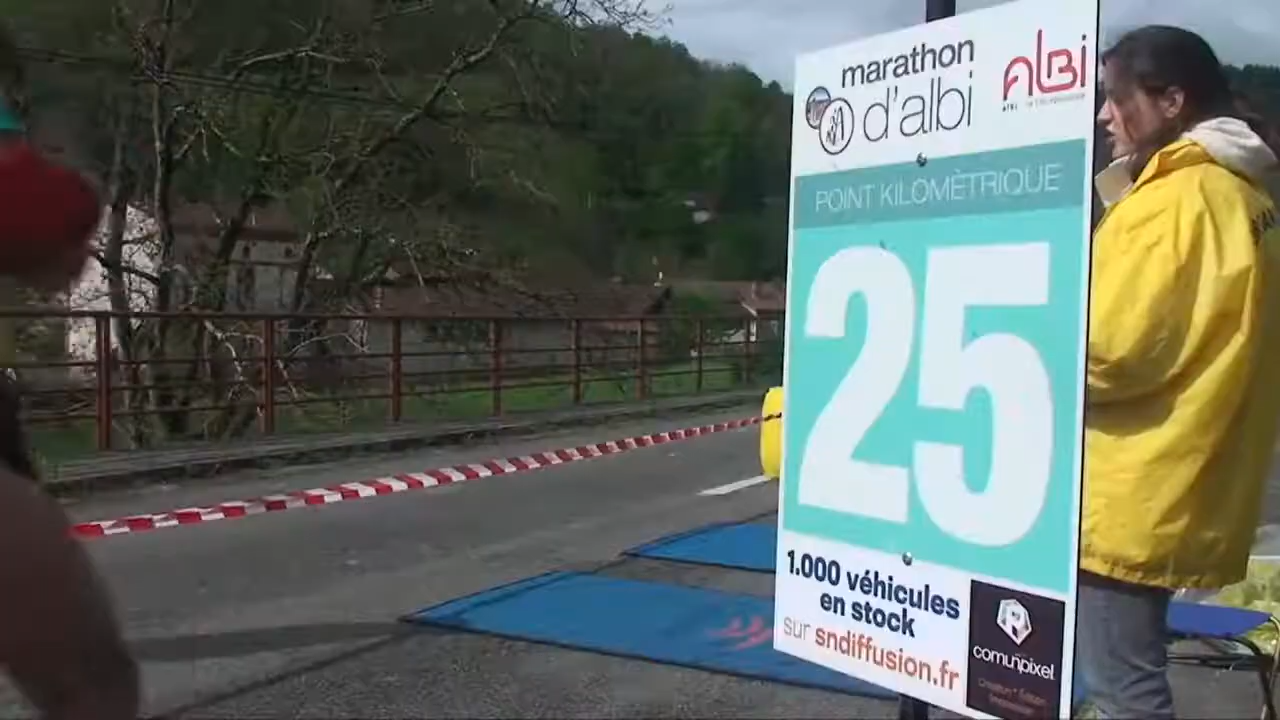 marathon
d'albi
ALBi
POINT KILOMÈTRIQUE
25
1.000 véhicules
en stock
sur sndiffusion.fr
comunpixel